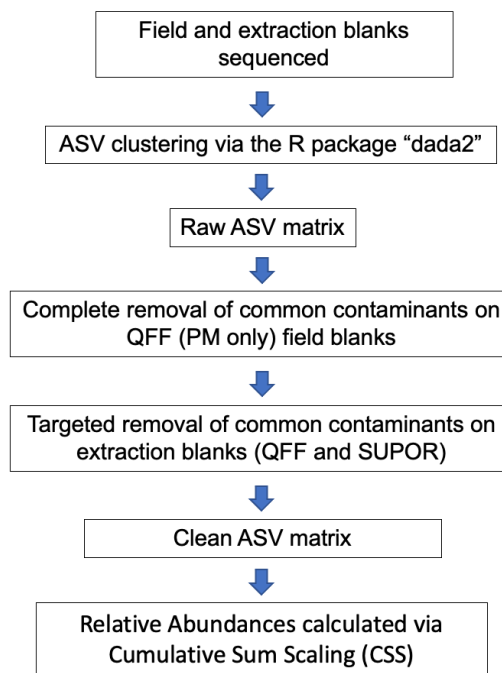 Field and extraction blanks
sequenced
ASV clustering via the R package “dada2”
Raw ASV matrix
Complete removal of common contaminants on
QFF (PM only) field blanks
Targeted removal of common contaminants on
extraction blanks (QFF and SUPOR)
Clean ASV matrix
Relative Abundances calculated via
Cumulative Sum Scaling (CSS)